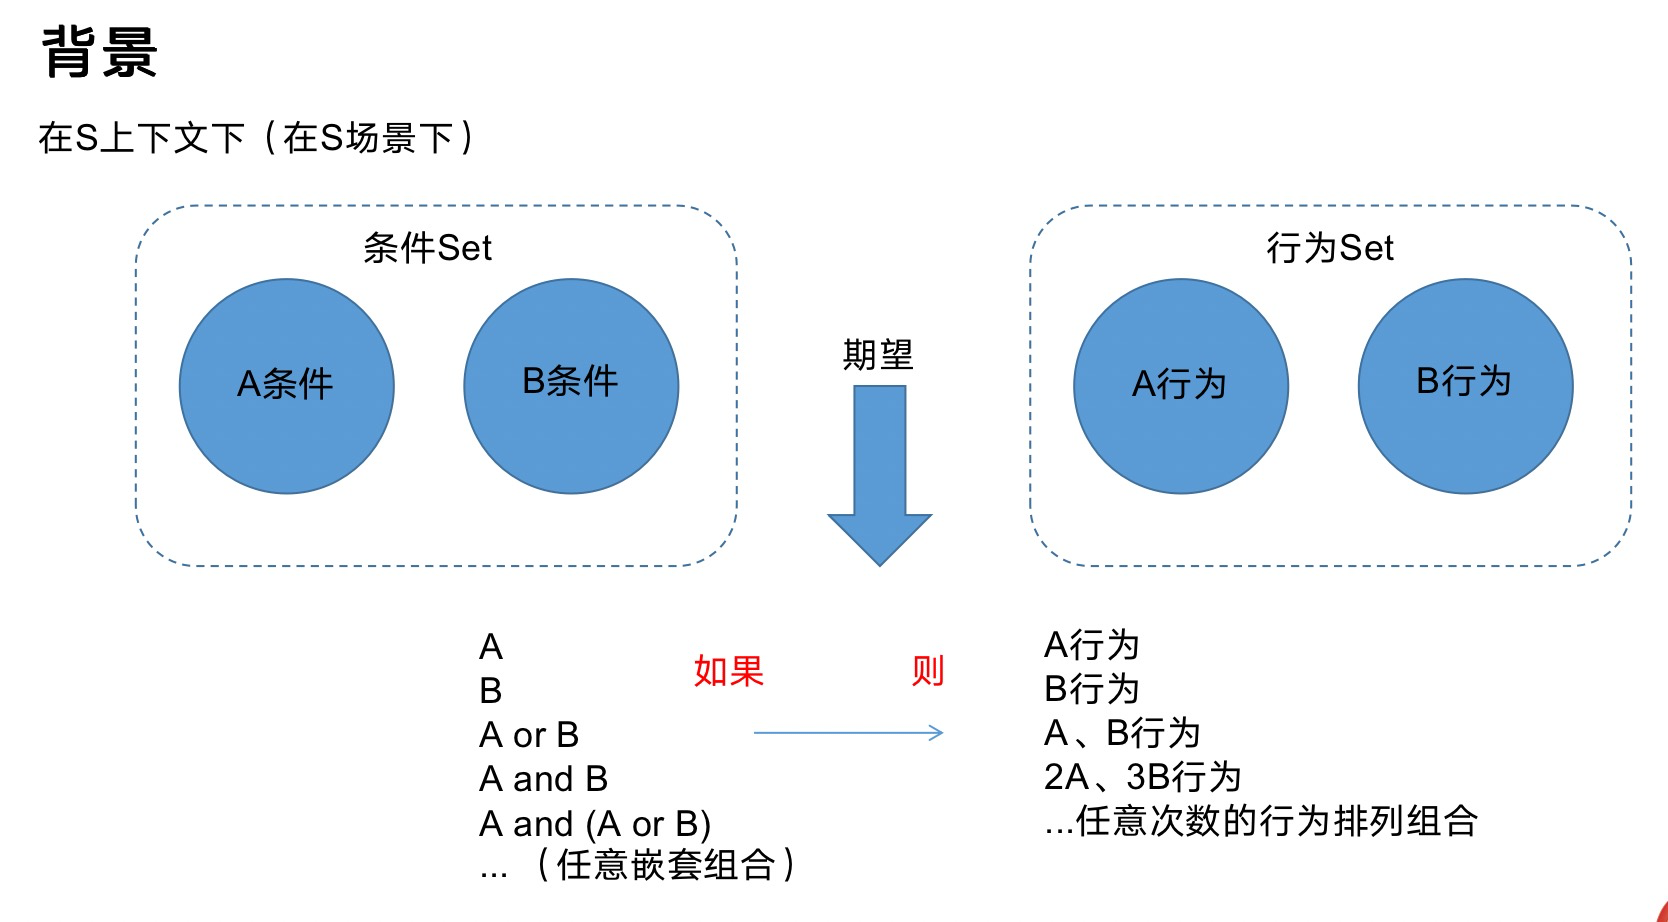 背景
在S上下文下（在S场景下）
条件Set
A条件
B条件
期望
行为Set
A行为
B行为
A
B
A or B
A and B
A and (A or B)
... （任意嵌套组合）
如果
则
A行为
B行为
A、B行为
2A、3B行为
...任意次数的行为排列组合